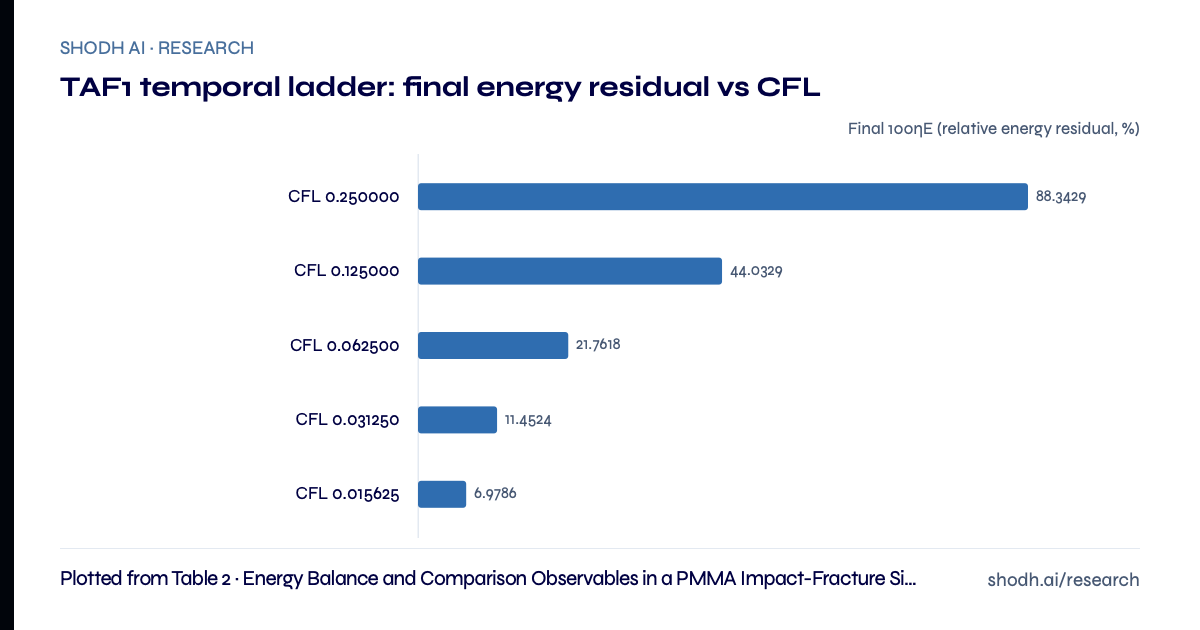 SHODH AI · RESEARCH
TAF1 temporal ladder: final energy residual vs CFL
Final 100ηE (relative energy residual, %)
CFL 0.250000 88.3429
CFL 0.125000 44.0329
CFL 0.062500 21.7618
CFL 0.031250 11.4524
CFL 0.015625 6.9786
Plotted from Table 2 · Energy Balance and Comparison Observables in a PMMA Impact-Fracture Si... shodh.ai/research